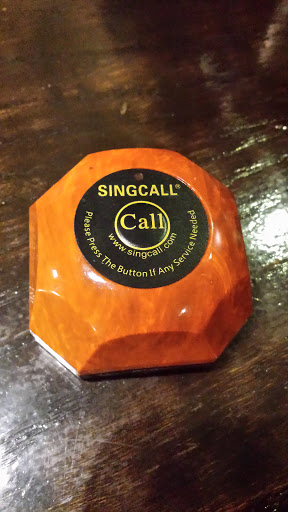 SINGCALL®
Call
www.singcall.com
Please Press The Button If Any Service Needed